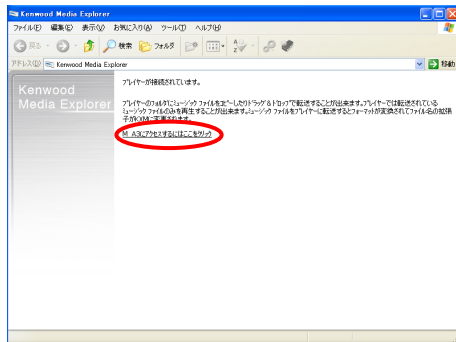 Kenwood Media Explorer
ファイル(F) 編集(E) 表示(V) お気に入り(A) ツール(T) ヘルプ(H)
戻る 検索 フォルダ
アドレス(D) Kenwood Media Explorer 移動
Kenwood
Media Explorer
プレイヤーが接続されています。
プレイヤーのフォルダにミュージック ファイルをコピーしたりドラッグ&ドロップで転送することが出来ます。プレイヤーでは転送されている
ミュージック ファイルのみを再生することが出来ます。ミュージック ファイルをプレイヤーに転送するとフォーマットが変換されてファイル名の拡張
子がKXMに変更されます。
M_A3にアクセスするにはここをクリック